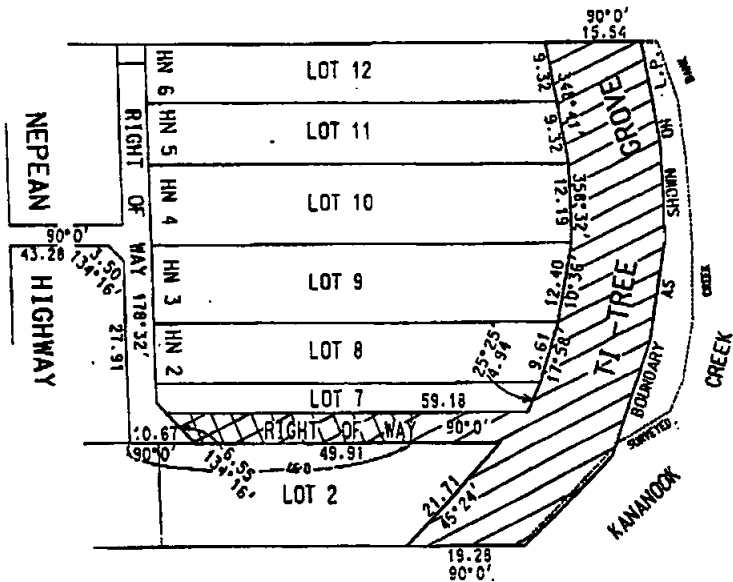 90°0'
15.54
LOT 12
HN 6
9.32
348°41'
L.P.
BANK
GROVE
LOT 11
HN 5
9.32
ON
NEPEAN
RIGHT OF WAY
178°32'
LOT 10
HN 4
12.19
358°32'
SHOWN
90°0'
43.28
3.50
134°16'
HIGHWAY
27.91
LOT 9
HN 3
12.40
10°36'
TI-TREE
AS
CREEK
LOT 8
HN 2
25°25'
4.94
9.61
17°58'
BOUNDARY
CREEK
LOT 7
59.18
RIGHT OF WAY
90°0'
SURVEYED
90°0'
6.55
134°16'
49.91
LOT 2
21.71
45°24'
KANANOOK
19.28
90°0'.